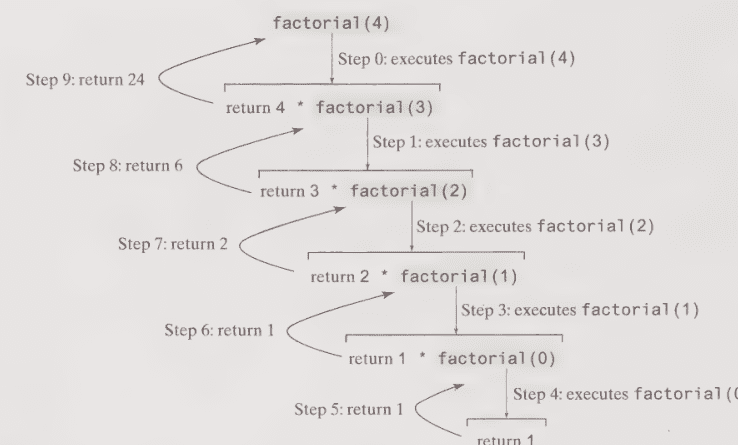 factorial(4)
Step 0: executes factorial(4)
Step 9: return 24
return 4 * factorial(3)
Step 1: executes factorial(3)
Step 8: return 6
return 3 * factorial(2)
Step 2: executes factorial(2)
Step 7: return 2
return 2 * factorial(1)
Step 3: executes factorial(1)
Step 6: return 1
return 1 * factorial(0)
Step 4: executes factorial(0
Step 5: return 1
return 1